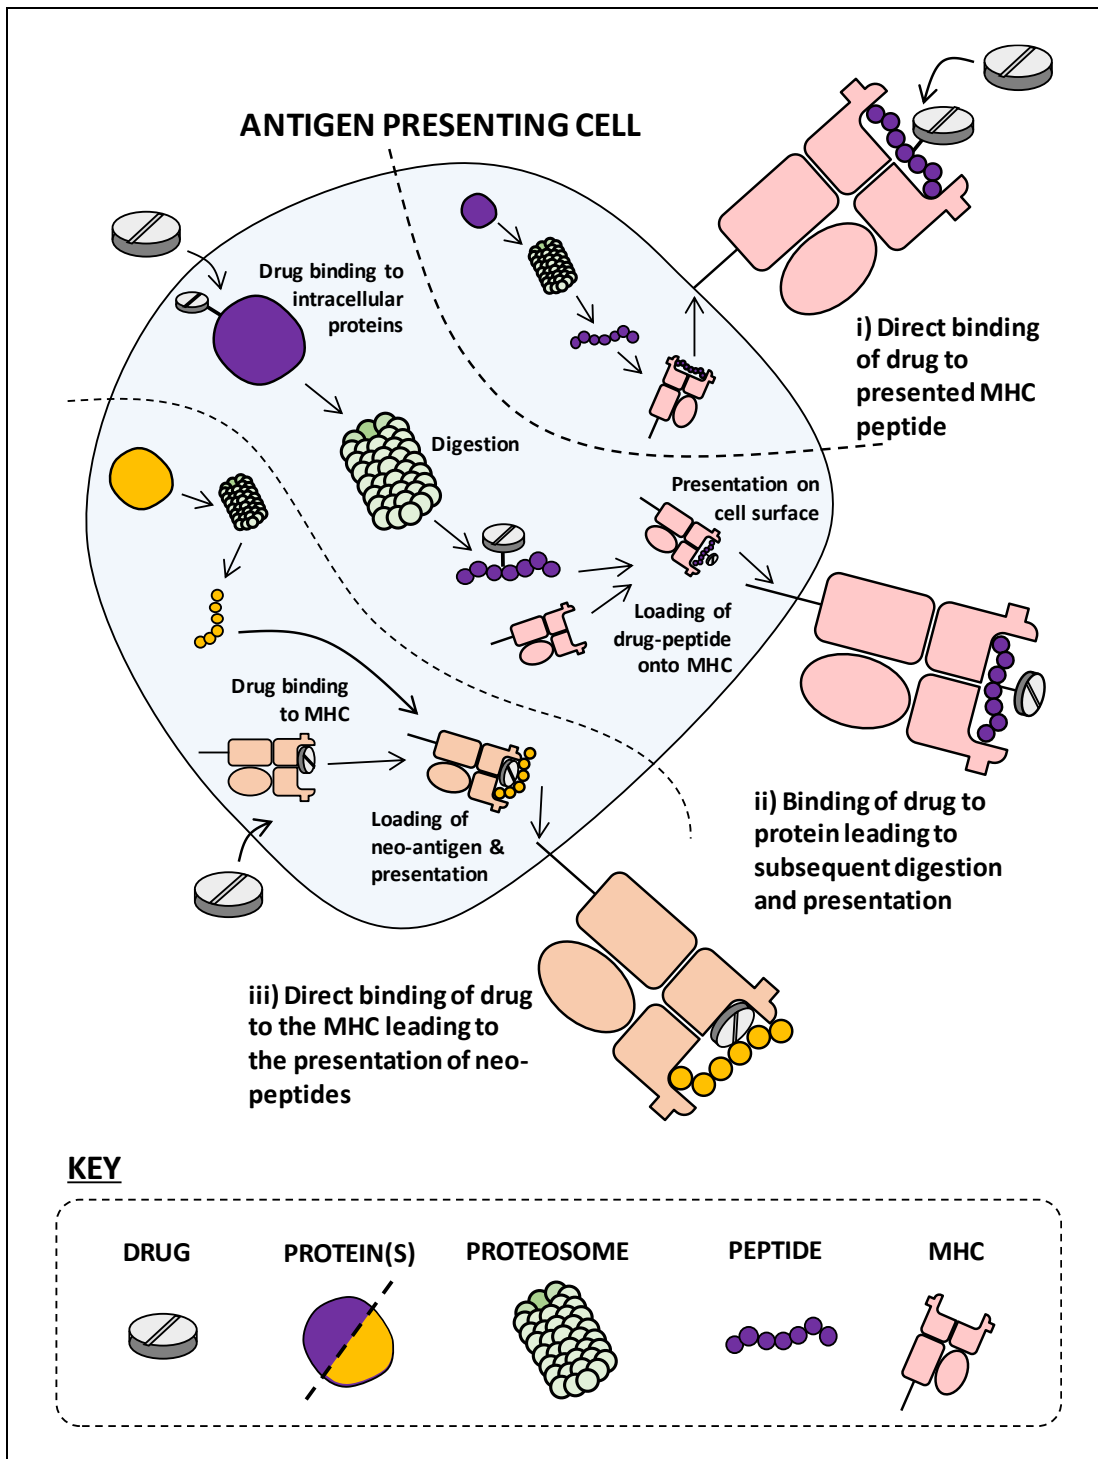 ANTIGEN PRESENTING CELL
Drug binding to
intracellular
proteins
i) Direct binding
of drug to
presented MHC
peptide
Digestion
Presentation on
cell surface
Loading of
drug-peptide
onto MHC
Drug binding
to MHC
Loading of
neo-antigen &
presentation
ii) Binding of drug to
protein leading to
subsequent digestion
and presentation
iii) Direct binding of drug
to the MHC leading to
the presentation of neo-
peptides
KEY
DRUG
PROTEIN(S)
PROTEOSOME
PEPTIDE
MHC